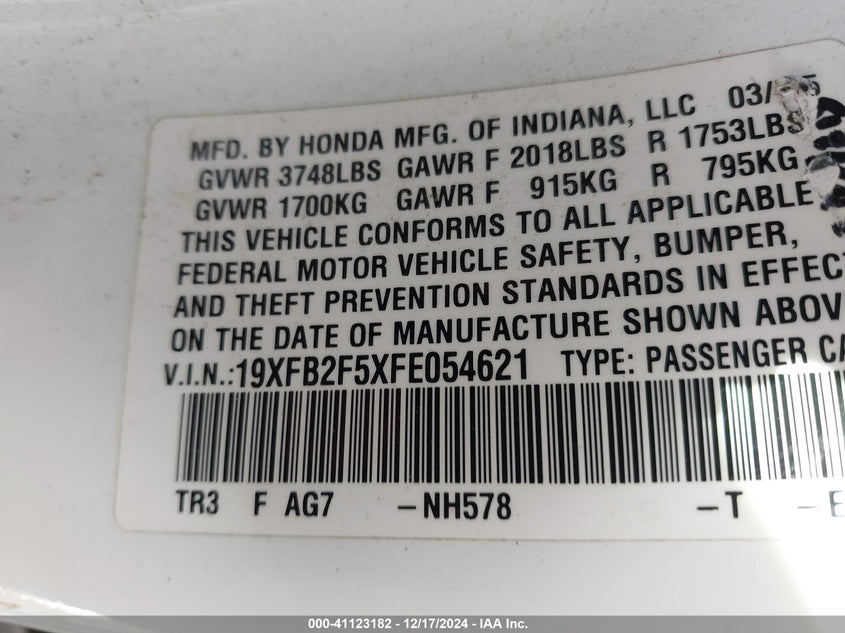 MFD. BY HONDA MFG. OF INDIANA, LLC 03/
GVWR 3748LBS GAWR F 2018LBS R 1753LBS
GVWR 1700KG GAWR F 915KG R 795KG
THIS VEHICLE CONFORMS TO ALL APPLICABLE
FEDERAL MOTOR VEHICLE SAFETY, BUMPER,
AND THEFT PREVENTION STANDARDS IN EFFEC
ON THE DATE OF MANUFACTURE SHOWN ABOV
V.I.N.:19XFB2F5XFE054621 TYPE: PASSENGER CA
TR3 F AG7 –NH578 –T –E
000-41123182 - 12/17/2024 - IAA Inc.